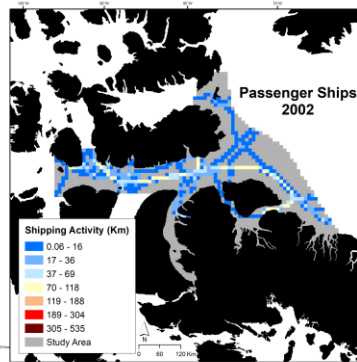 Passenger Ships
2002
Shipping Activity (Km)
0.06 - 16
17 - 36
37 - 69
70 - 118
119 - 188
189 - 304
305 - 535
Study Area
N
0 60 120 Km